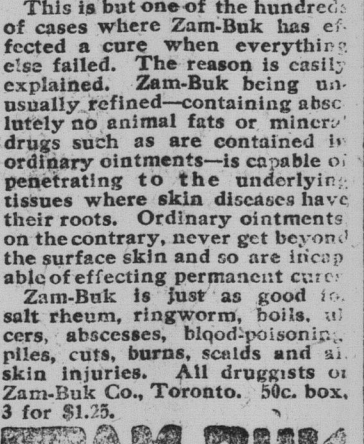 This is but one of the hundreds
of cases where Zam-Buk has ef-
fected a cure when everything
else failed. The reason is easily
explained. Zam-Buk being un-
usually refined—containing abso
lutely no animal fats or mineral
drugs such as are contained in
ordinary ointments—is capable of
penetrating to the underlying
tissues where skin diseases have
their roots. Ordinary ointments
on the contrary, never get beyond
the surface skin and so are incap
able of effecting permanent cures
Zam-Buk is just as good for
salt rheum, ringworm, boils, ul
cers, abscesses, blood-poisoning,
piles, cuts, burns, scalds and all
skin injuries. All druggists or
Zam-Buk Co., Toronto. 50c. box,
3 for $1.25.
ZAM-BUK